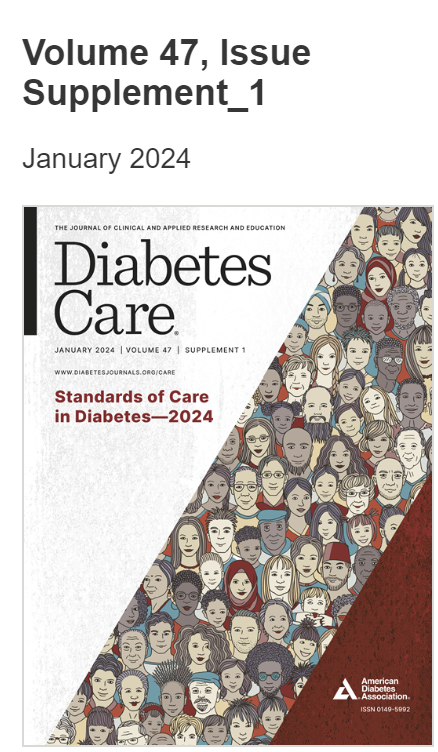 Volume 47, Issue
Supplement_1
January 2024
THE JOURNAL OF CLINICAL AND APPLIED RESEARCH AND EDUCATION
Diabetes
Care®
JANUARY 2024 | VOLUME 47 | SUPPLEMENT 1
WWW.DIABETESJOURNALS.ORG/CARE
Standards of Care
in Diabetes—2024
American
Diabetes
Association®
ISSN 0149-5992